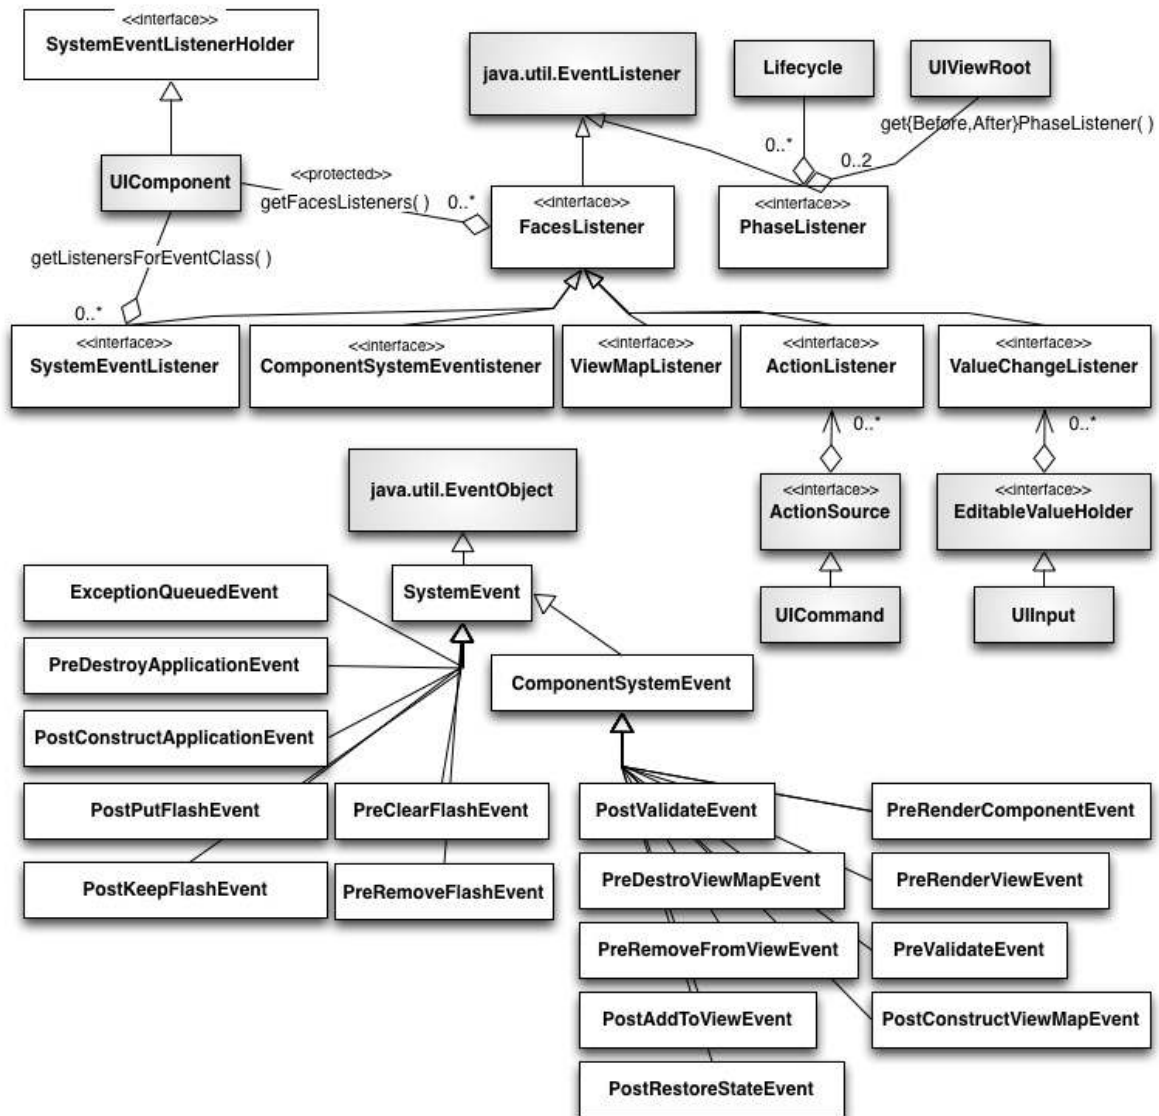 <<interface>>
SystemEventListenerHolder
java.util.EventListener
Lifecycle
UIViewRoot
get{Before,After}PhaseListener( )
0..*
0..2
UIComponent
<<protected>>
getFacesListeners( )
0..*
<<interface>>
FacesListener
<<interface>>
PhaseListener
getListenersForEventClass( )
0..*
<<interface>>
SystemEventListener
<<interface>>
ComponentSystemEventistener
<<interface>>
ViewMapListener
<<interface>>
ActionListener
<<interface>>
ValueChangeListener
0..*
0..*
java.util.EventObject
<<interface>>
ActionSource
<<interface>>
EditableValueHolder
ExceptionQueuedEvent
SystemEvent
UICommand
UIInput
PreDestroyApplicationEvent
ComponentSystemEvent
PostConstructApplicationEvent
PostPutFlashEvent
PreClearFlashEvent
PostValidateEvent
PreRenderComponentEvent
PostKeepFlashEvent
PreRemoveFlashEvent
PreDestroViewMapEvent
PreRenderViewEvent
PreRemoveFromViewEvent
PreValidateEvent
PostAddToViewEvent
PostConstructViewMapEvent
PostRestoreStateEvent